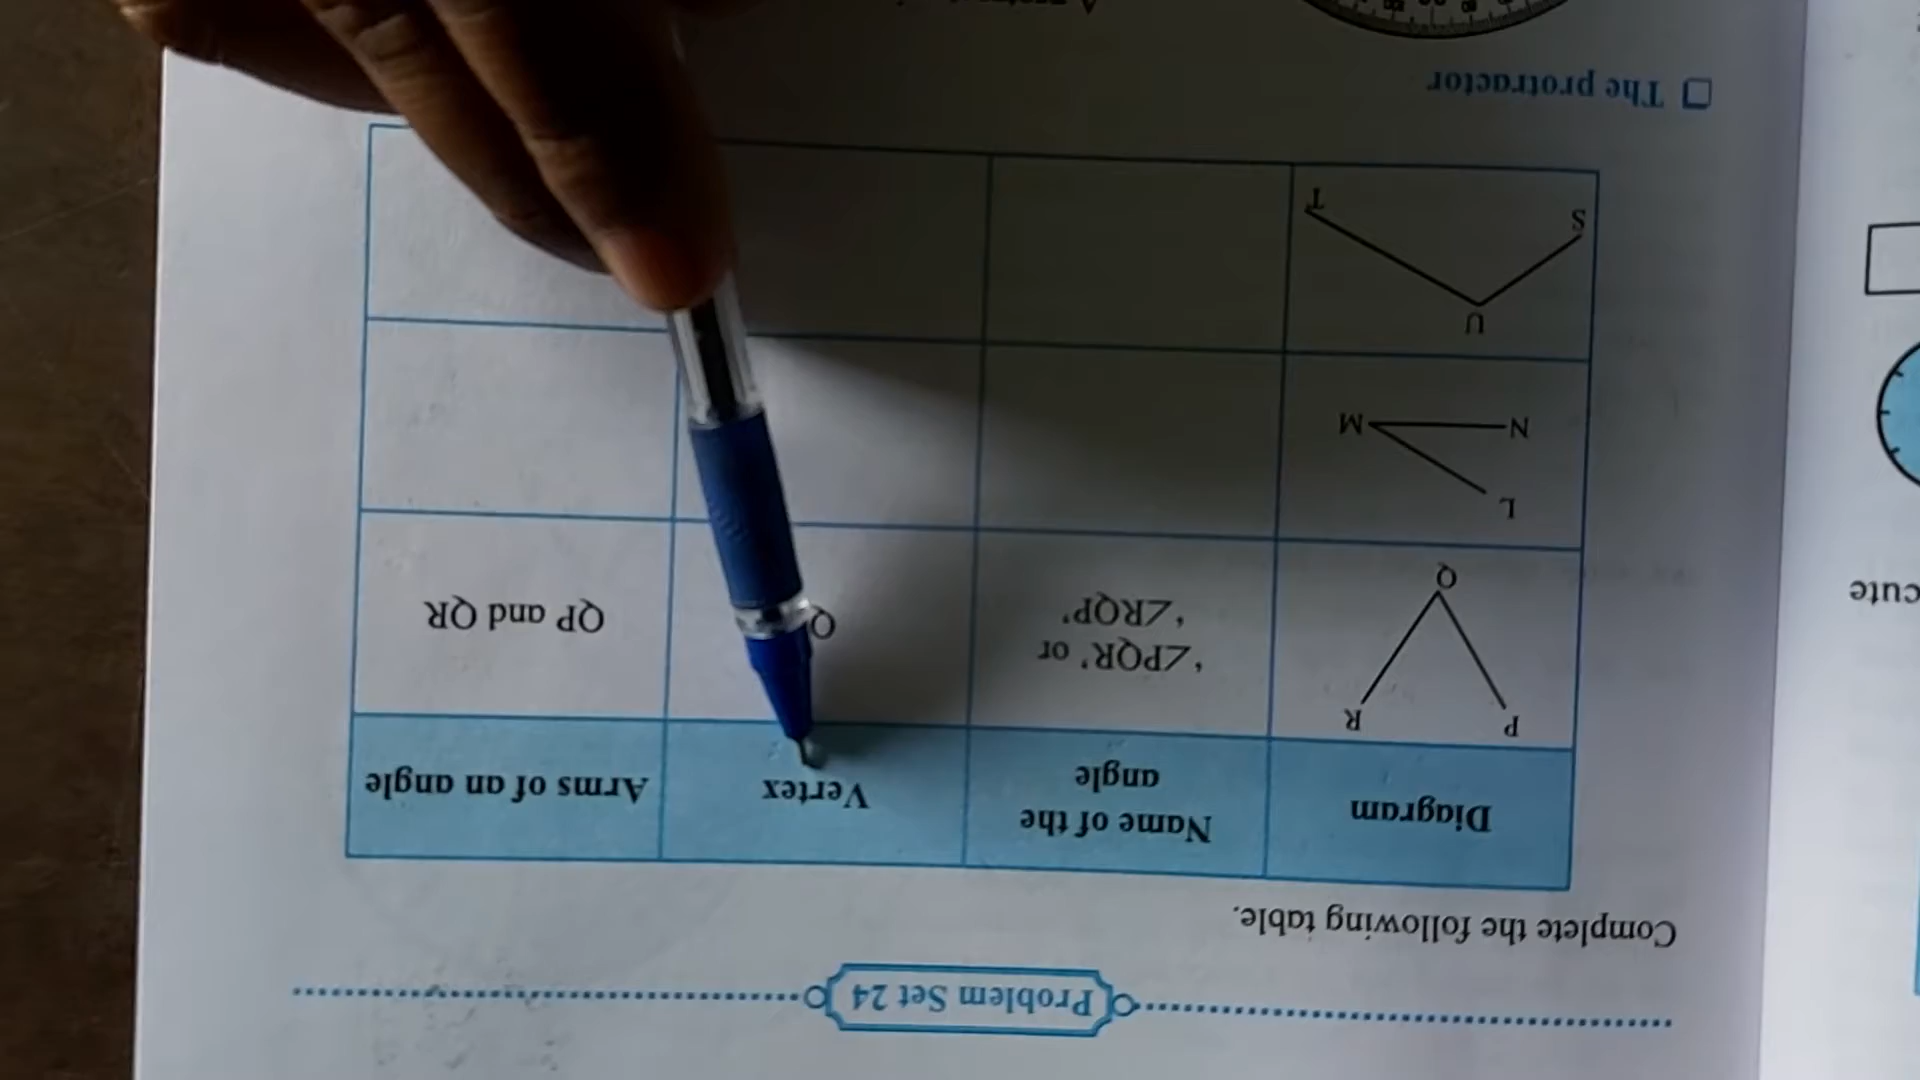 Problem Set 24
Complete the following table.
Diagram
Name of the
angle
Vertex
Arms of an angle
P
R
Q
'∠PQR' or
'∠RQP'
Q
QP and QR
L
N
M
U
S
T
❑ The protractor
cute